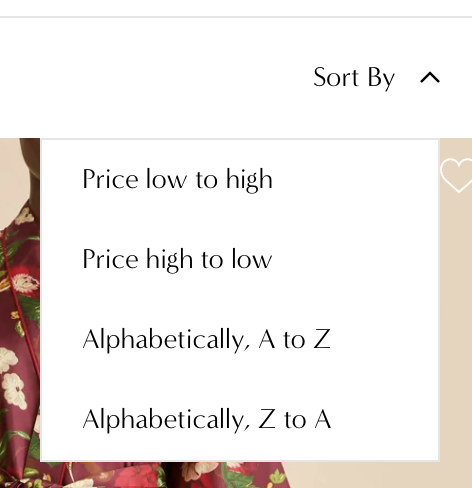 Sort By
Price low to high
Price high to low
Alphabetically, A to Z
Alphabetically, Z to A